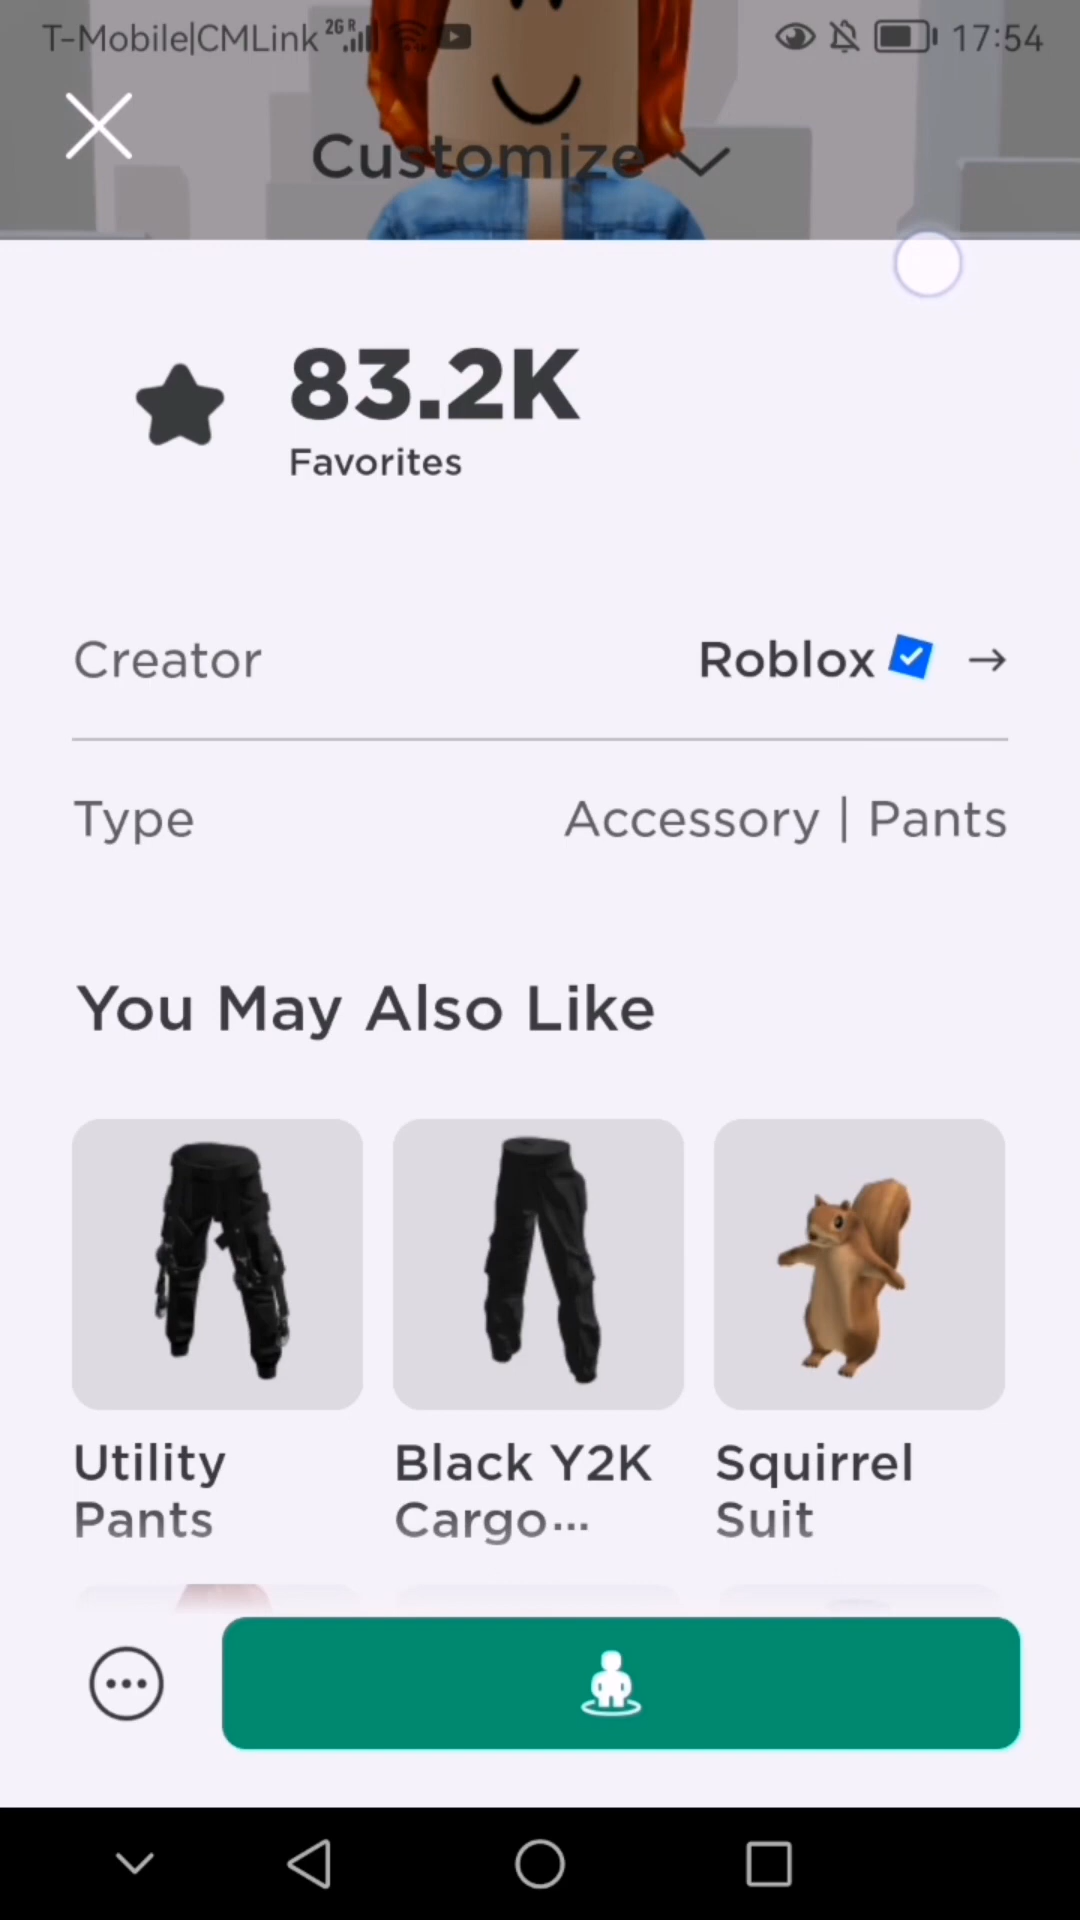 T-Mobile|CMLink 2G R 17:54
Customize
83.2K
Favorites
Creator Roblox
Type Accessory | Pants
You May Also Like
Utility Pants
Black Y2K Cargo...
Squirrel Suit